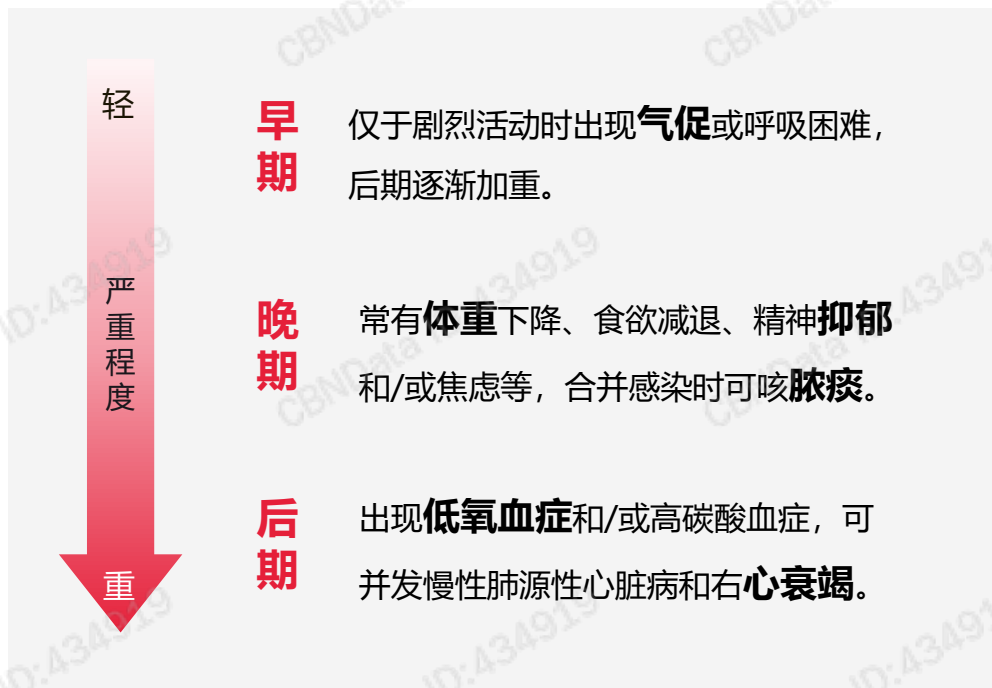 轻
早期
仅于剧烈活动时出现气促或呼吸困难，
后期逐渐加重。
严重程度
晚期
常有体重下降、食欲减退、精神抑郁
和/或焦虑等，合并感染时可咳脓痰。
后期
出现低氧血症和/或高碳酸血症，可
并发慢性肺源性心脏病和右心衰竭。
重
CBNData ID:434919